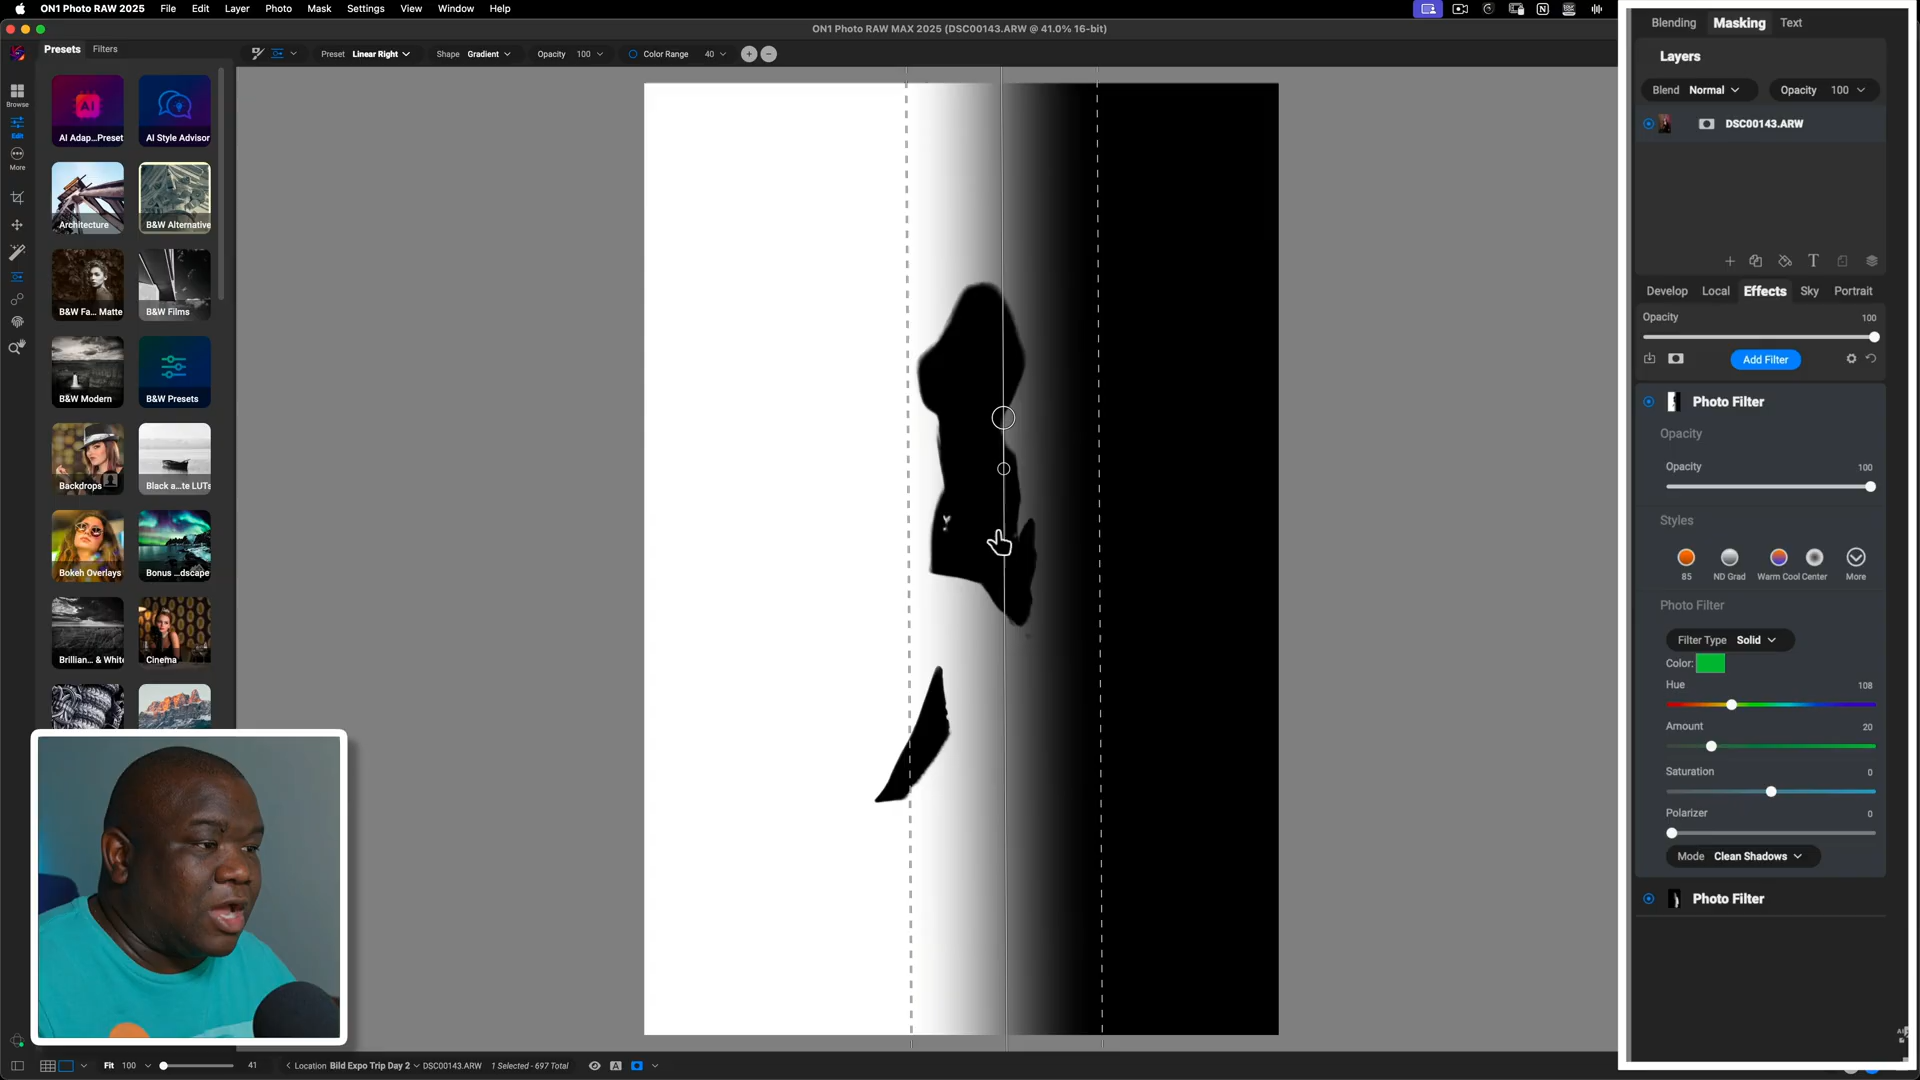 ON1 Photo RAW 2025 File Edit Layer Photo Mask Settings View Window Help
ON1 Photo RAW MAX 2025 (DSC00143.ARW @ 41.0% 16-bit)
Presets Filters
Preset Linear Right Shape Gradient Opacity 100 Color Range 40
Browse
Edit
More
AI Adap...Preset
AI Style Advisor
Architecture
B&W Alternative
B&W Fa... Matte
B&W Films
B&W Modern
B&W Presets
Backdrops
Black a...te LUTs
Bokeh Overlays
Bonus ...dscape
Brillian... & White
Cinema
Fit 100 41
Location Bild Expo Trip Day 2 DSC00143.ARW 1 Selected - 697 Total
A
Blending Masking Text
Layers
Blend Normal Opacity 100
DSC00143.ARW
T
Develop Local Effects Sky Portrait
Opacity 100
Add Filter
Photo Filter
Opacity
Opacity 100
Styles
85 ND Grad Warm Cool Center More
Photo Filter
Filter Type Solid
Color:
Hue 108
Amount 20
Saturation 0
Polarizer 0
Mode Clean Shadows
Photo Filter